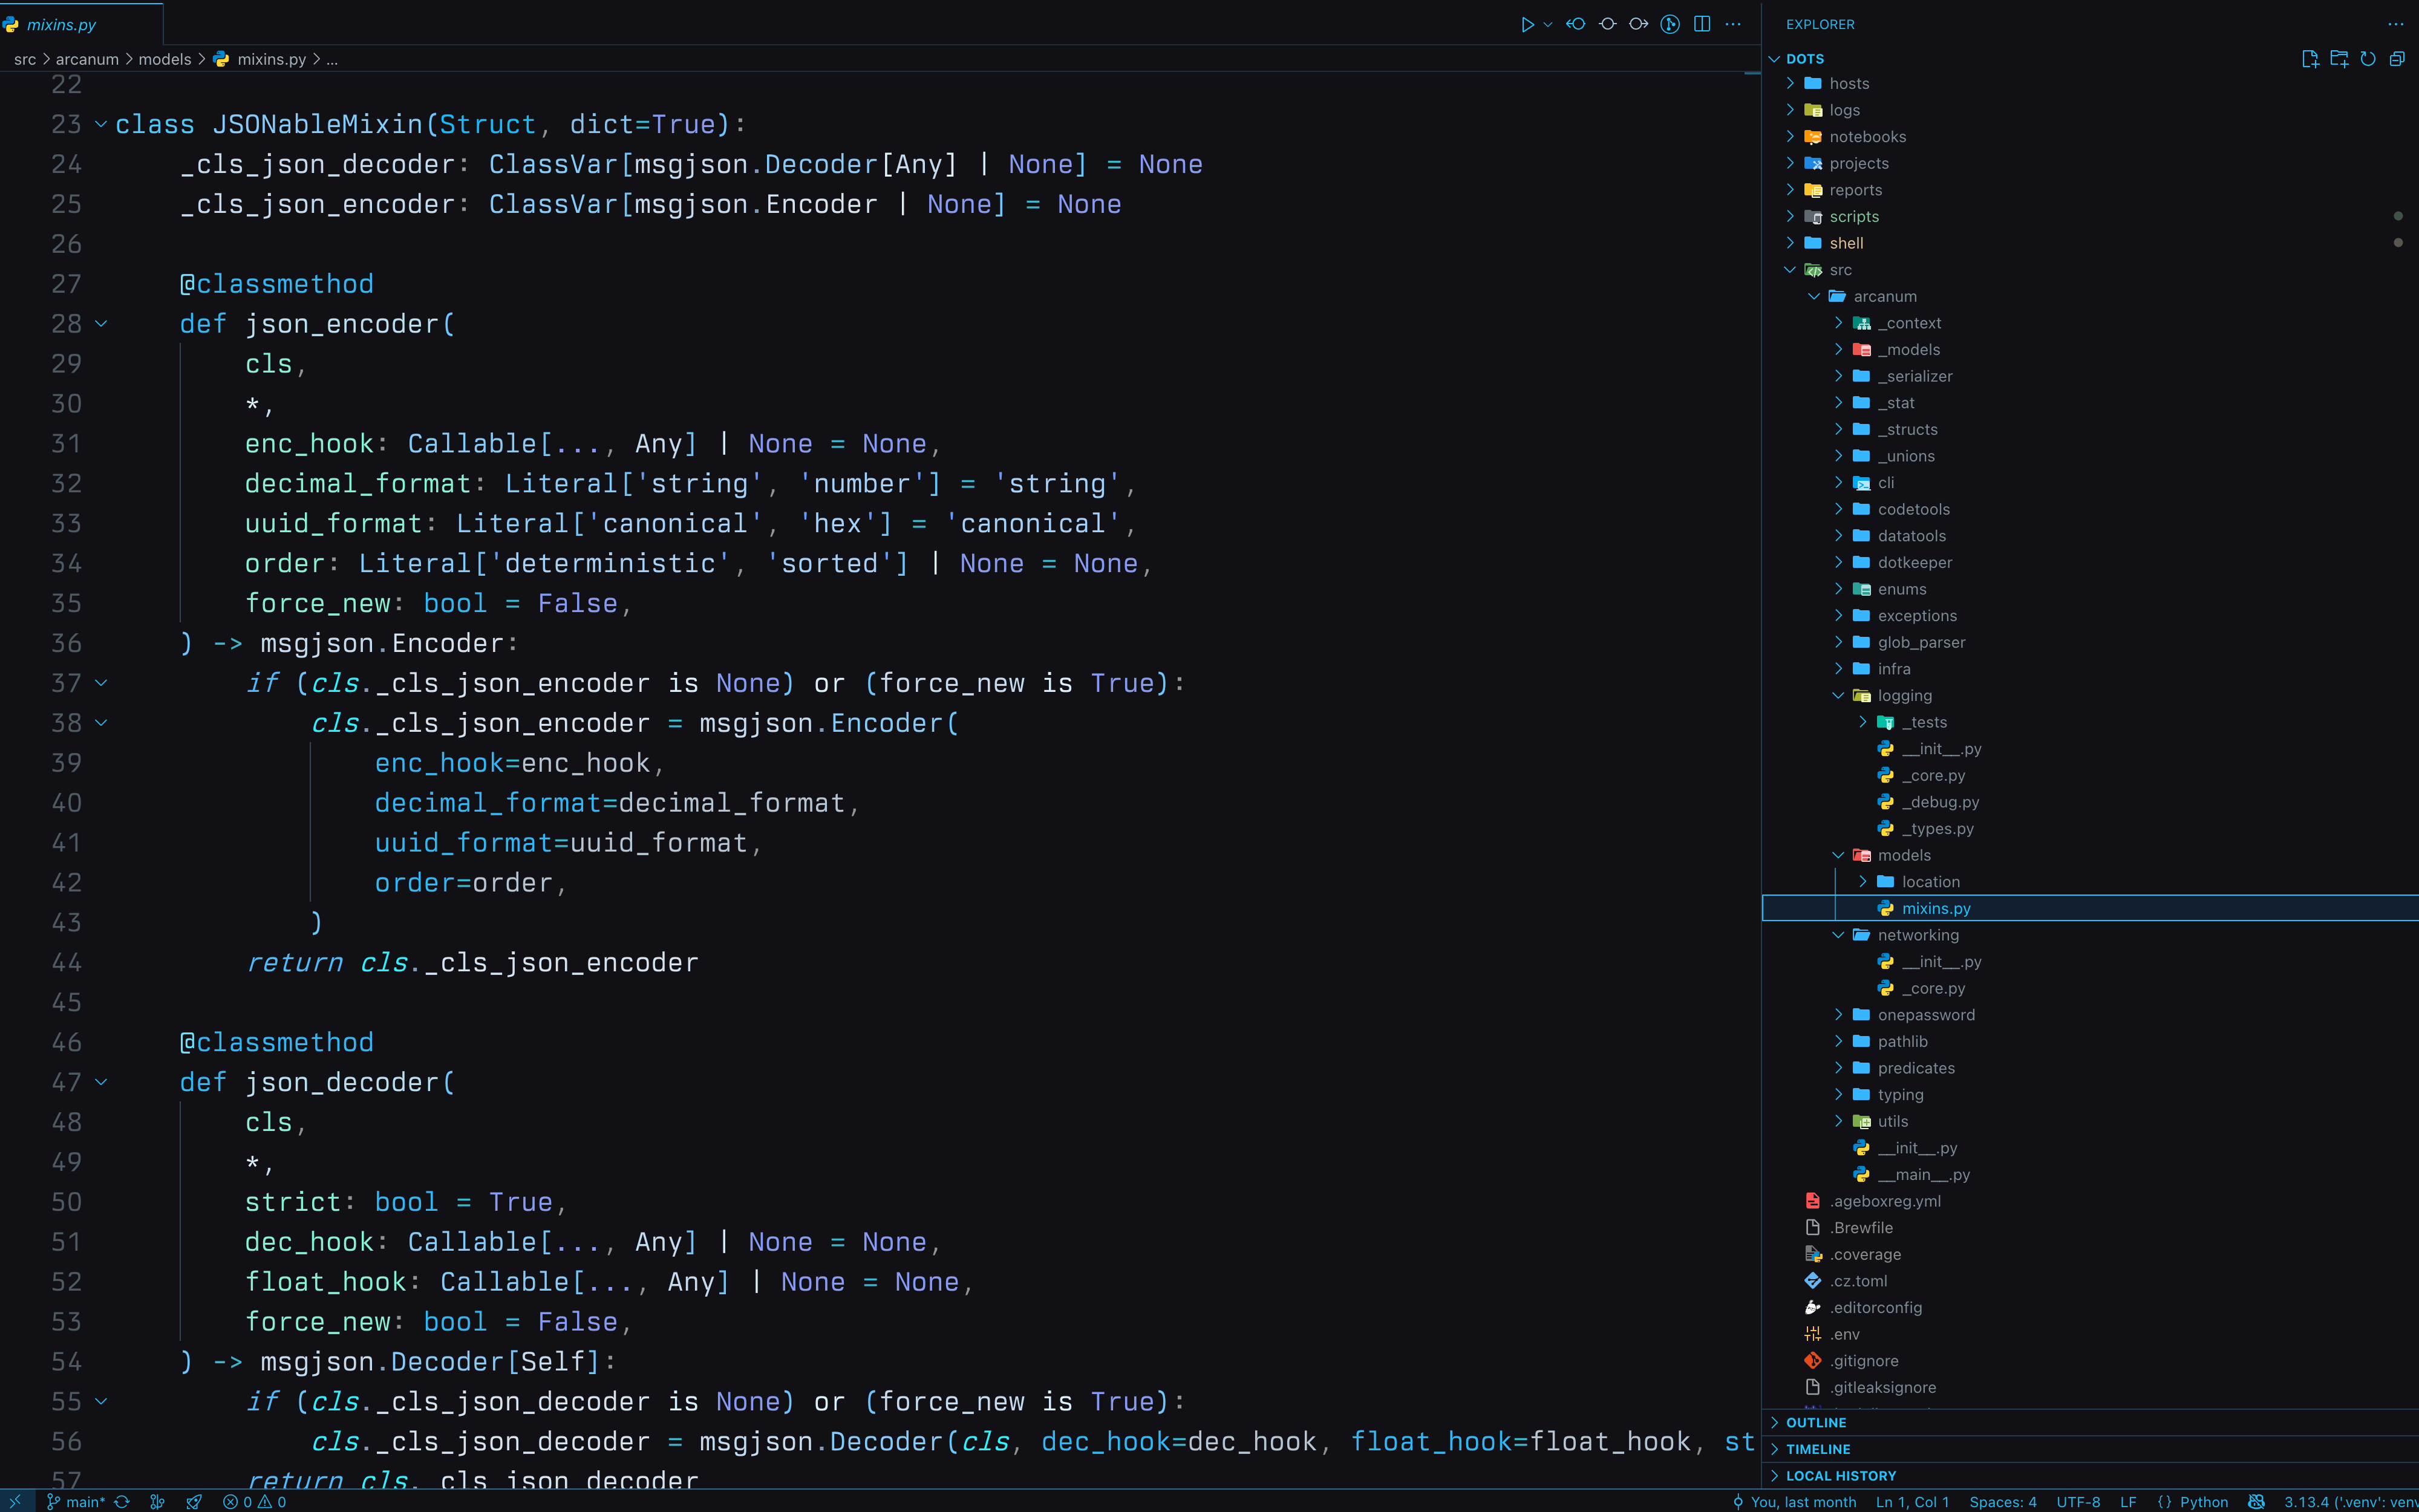 mixins.py
src > arcanum > models > mixins.py > ...
22
23 class JSONableMixin(Struct, dict=True):
24     _cls_json_decoder: ClassVar[msgjson.Decoder[Any] | None] = None
25     _cls_json_encoder: ClassVar[msgjson.Encoder | None] = None
26
27     @classmethod
28     def json_encoder(
29         cls,
30         *,
31         enc_hook: Callable[..., Any] | None = None,
32         decimal_format: Literal['string', 'number'] = 'string',
33         uuid_format: Literal['canonical', 'hex'] = 'canonical',
34         order: Literal['deterministic', 'sorted'] | None = None,
35         force_new: bool = False,
36     ) -> msgjson.Encoder:
37         if (cls._cls_json_encoder is None) or (force_new is True):
38             cls._cls_json_encoder = msgjson.Encoder(
39                 enc_hook=enc_hook,
40                 decimal_format=decimal_format,
41                 uuid_format=uuid_format,
42                 order=order,
43             )
44         return cls._cls_json_encoder
45
46     @classmethod
47     def json_decoder(
48         cls,
49         *,
50         strict: bool = True,
51         dec_hook: Callable[..., Any] | None = None,
52         float_hook: Callable[..., Any] | None = None,
53         force_new: bool = False,
54     ) -> msgjson.Decoder[Self]:
55         if (cls._cls_json_decoder is None) or (force_new is True):
56             cls._cls_json_decoder = msgjson.Decoder(cls, dec_hook=dec_hook, float_hook=float_hook, st
57         return cls._cls_json_decoder
EXPLORER
DOTS
hosts
logs
notebooks
projects
reports
scripts
shell
src
arcanum
_context
_models
_serializer
_stat
_structs
_unions
cli
codetools
datatools
dotkeeper
enums
exceptions
glob_parser
infra
logging
_tests
__init__.py
_core.py
_debug.py
_types.py
models
location
mixins.py
networking
__init__.py
_core.py
onepassword
pathlib
predicates
typing
utils
__init__.py
__main__.py
.ageboxreg.yml
.Brewfile
.coverage
.cz.toml
.editorconfig
.env
.gitignore
.gitleaksignore
OUTLINE
TIMELINE
LOCAL HISTORY
main* 0 0 You, last month Ln 1, Col 1 Spaces: 4 UTF-8 LF {} Python 3.13.4 ('.venv': venv